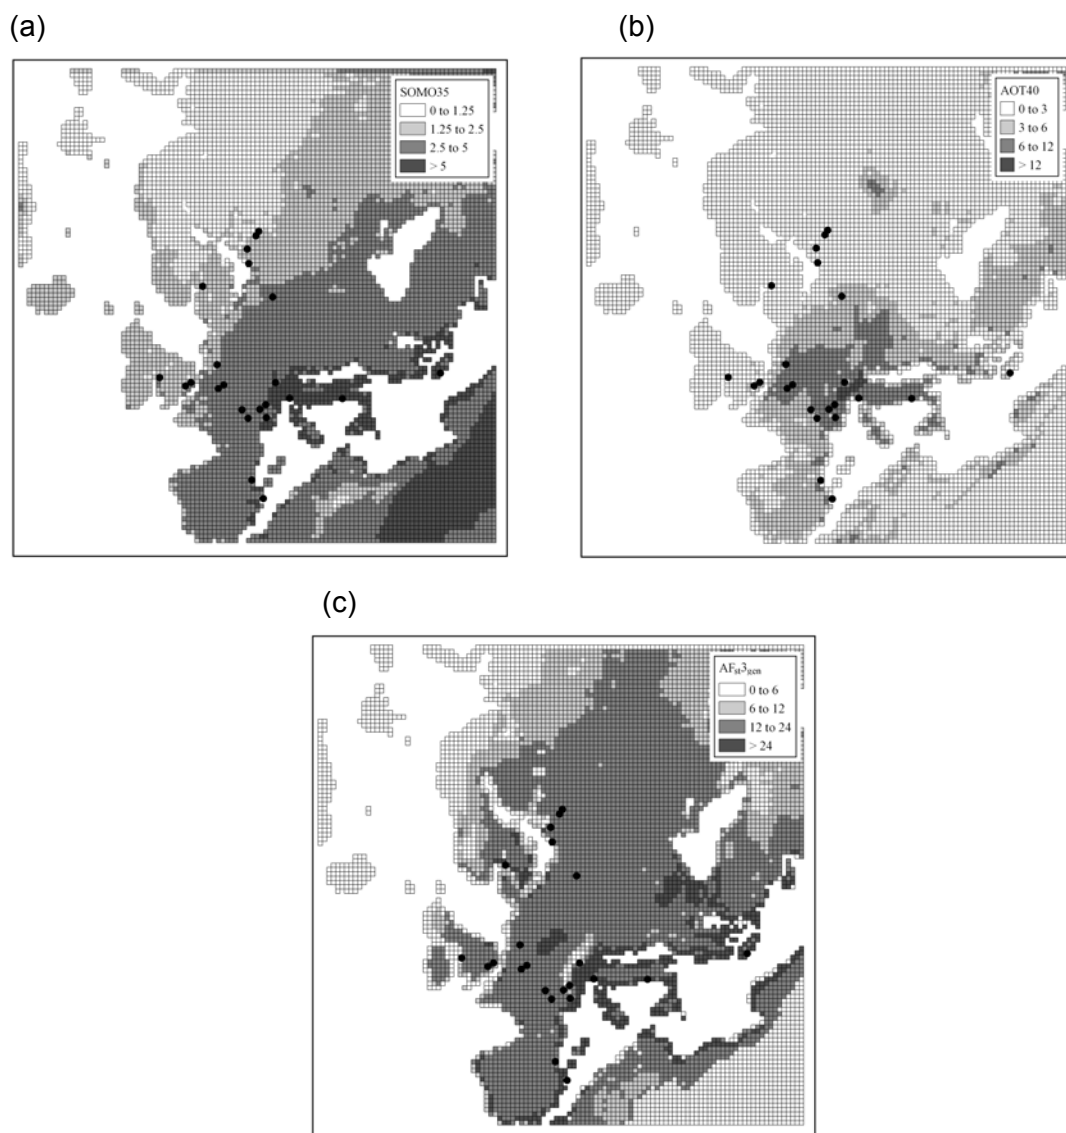 (a)
SOMO35
0 to 1.25
1.25 to 2.5
2.5 to 5
> 5
(b)
AOT40
0 to 3
3 to 6
6 to 12
> 12
(c)
AFst3gen
0 to 6
6 to 12
12 to 24
> 24